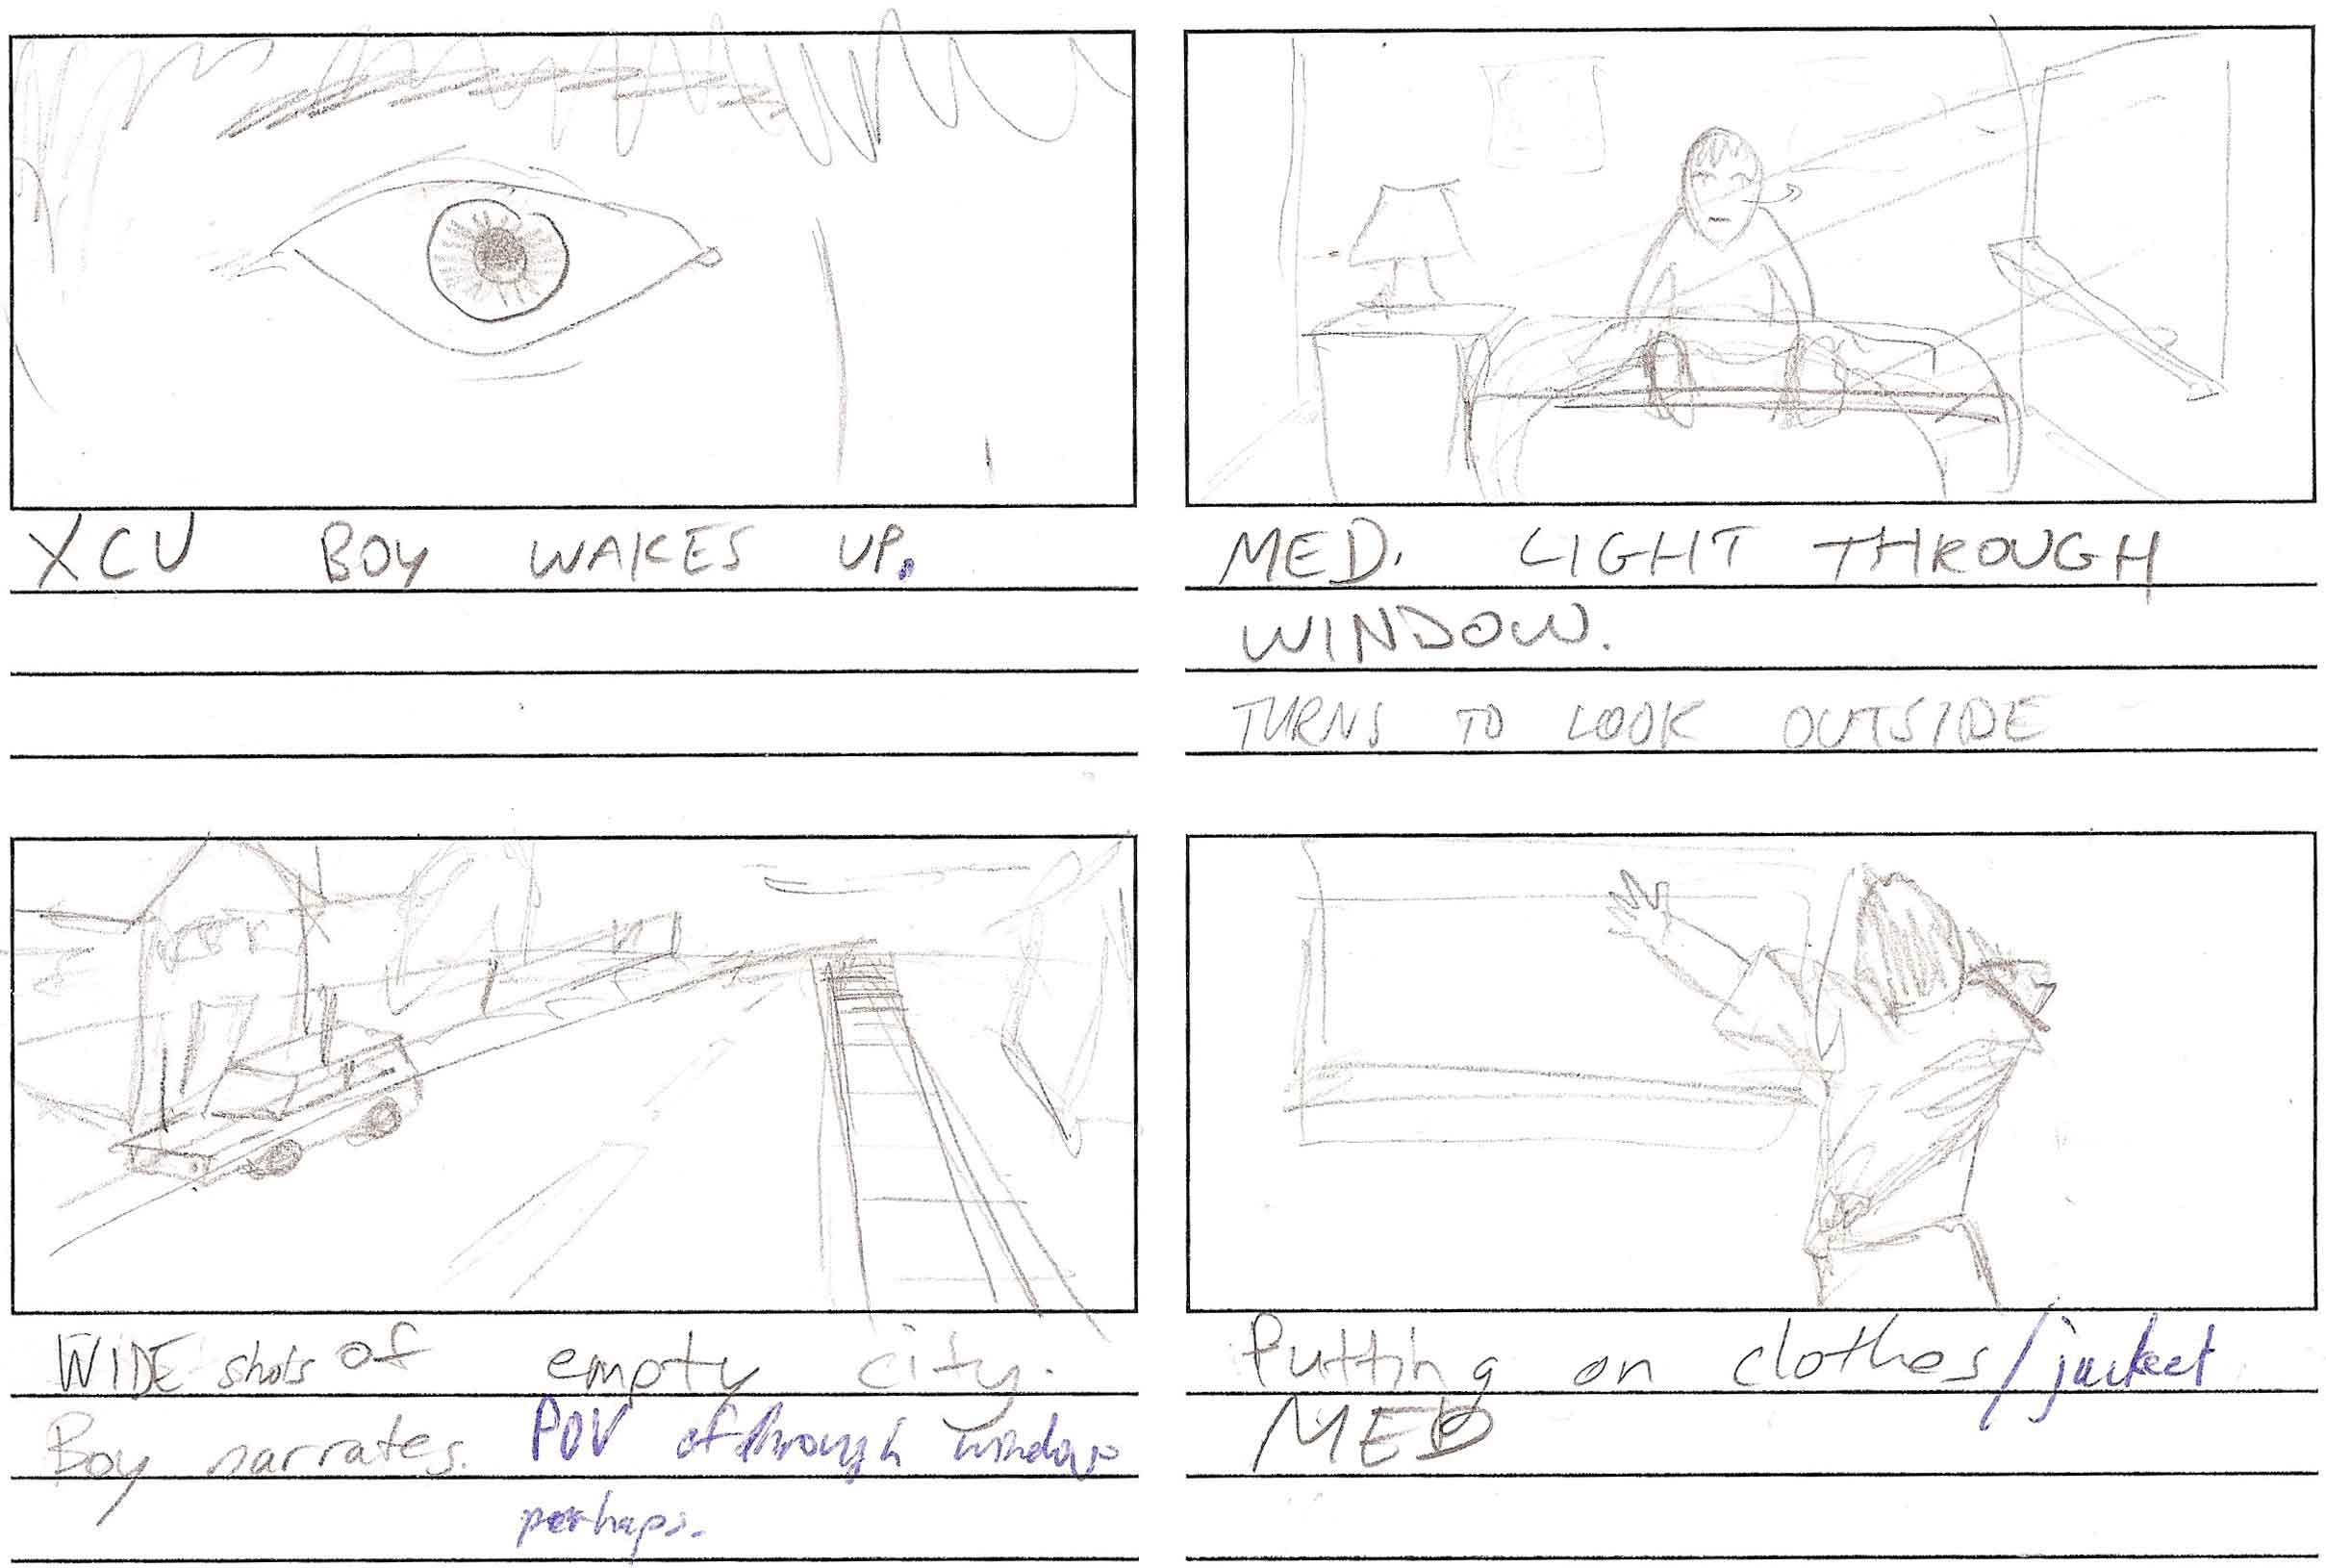 XCU BOY WAKES UP.
MED. LIGHT THROUGH
WINDOW.
TURNS TO LOOK OUTSIDE
WIDE shots of empty city.
Boy narrates. POV of through window
perhaps.
Putting on clothes/jacket
MED